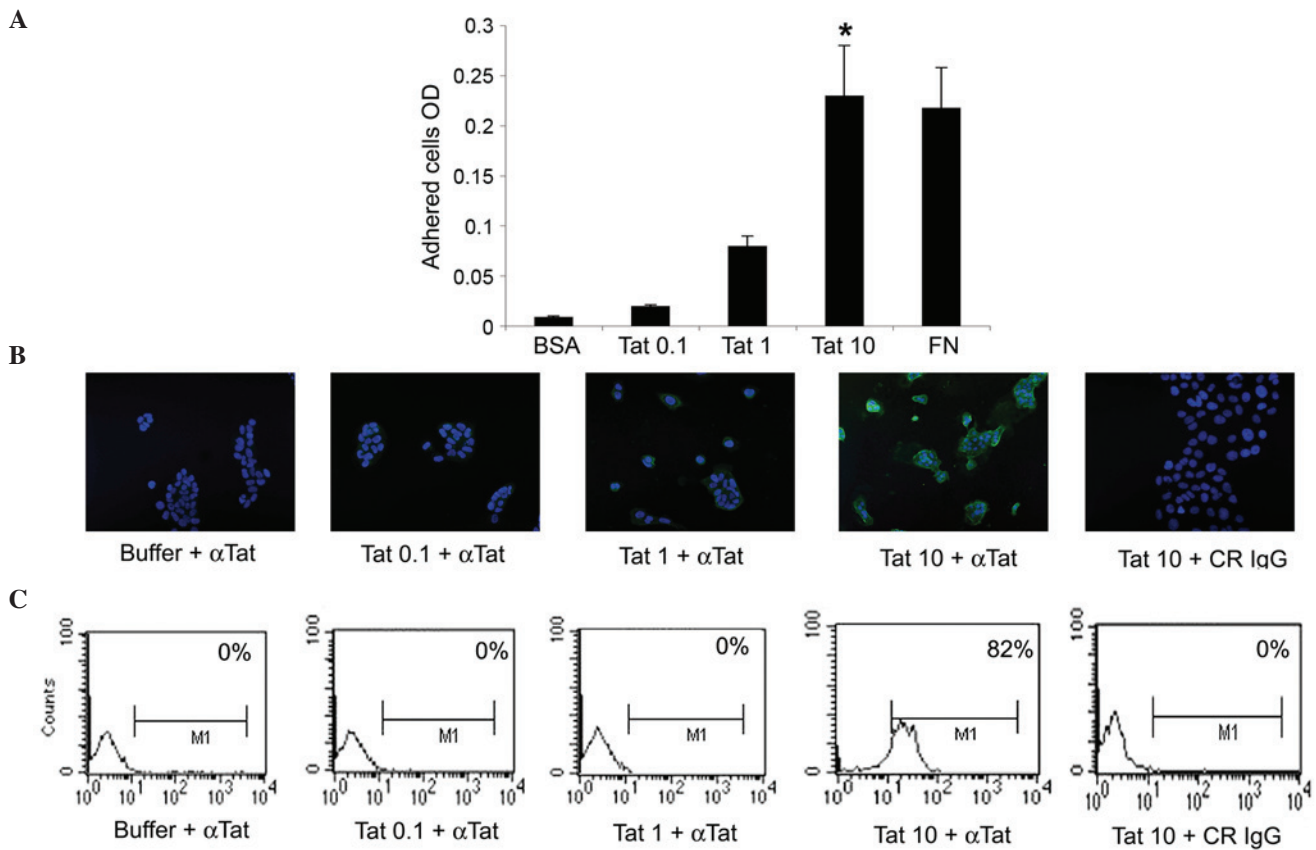 A
Adhered cells OD
0.3
0.25
0.2
0.15
0.1
0.05
0
*
BSA Tat 0.1 Tat 1 Tat 10 FN
B
Buffer + αTat Tat 0.1 + αTat Tat 1 + αTat Tat 10 + αTat Tat 10 + CR IgG
C
Counts
100
0
0%
M1
10⁰ 10¹ 10² 10³ 10⁴
Buffer + αTat
100
0
0%
M1
10⁰ 10¹ 10² 10³ 10⁴
Tat 0.1 + αTat
100
0
0%
M1
10⁰ 10¹ 10² 10³ 10⁴
Tat 1 + αTat
100
0
82%
M1
10⁰ 10¹ 10² 10³ 10⁴
Tat 10 + αTat
100
0
0%
M1
10⁰ 10¹ 10² 10³ 10⁴
Tat 10 + CR IgG